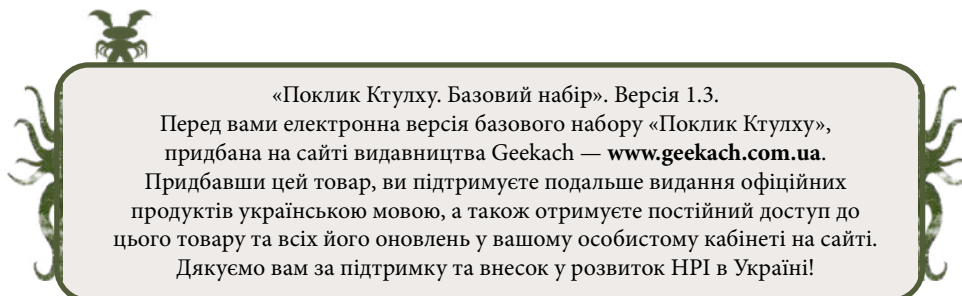 «Поклик Ктулху. Базовий набір». Версія 1.3.
Перед вами електронна версія базового набору «Поклик Ктулху»,
придбана на сайті видавництва Geekach — www.geekach.com.ua.
Придбавши цей товар, ви підтримуєте подальше видання офіційних
продуктів українською мовою, а також отримуєте постійний доступ до
цього товару та всіх його оновлень у вашому особистому кабінеті на сайті.
Дякуємо вам за підтримку та внесок у розвиток НРІ в Україні!